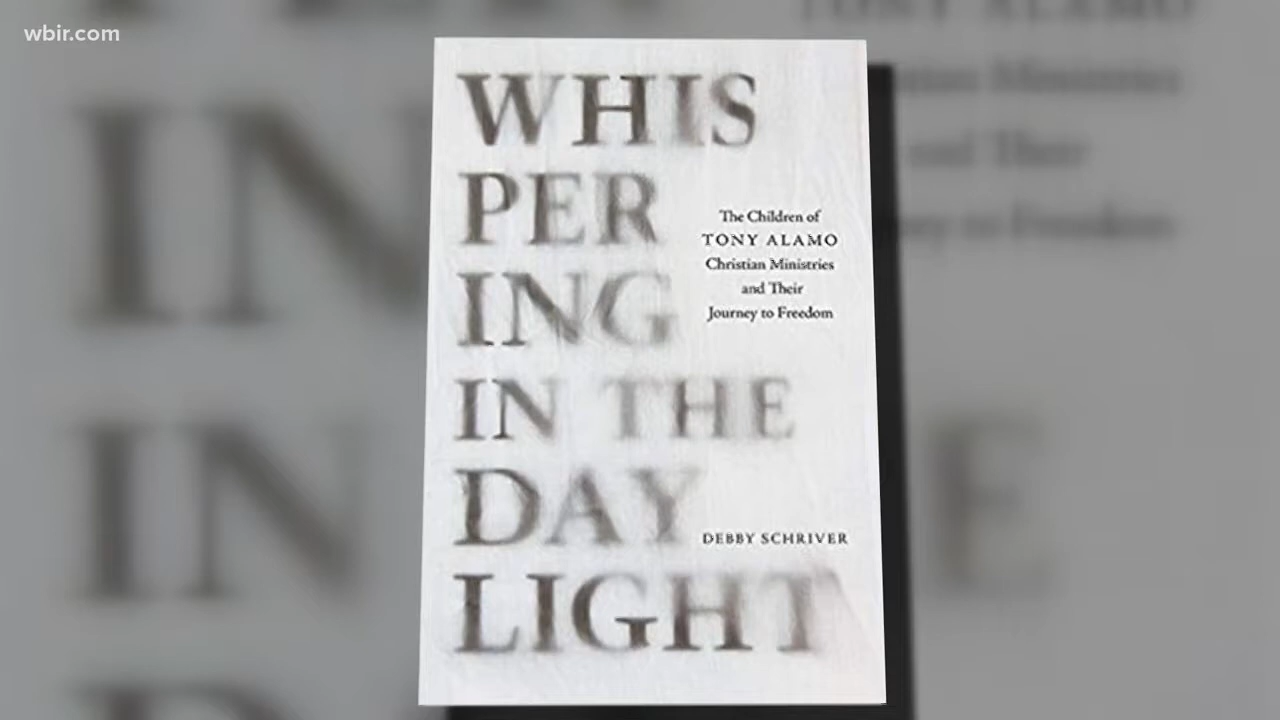 wbir.com
WHIS
PER
ING
IN THE
DAY
LIGHT
The Children of
TONY ALAMO
Christian Ministries
and Their
Journey to Freedom
DEBBY SCHRIVER